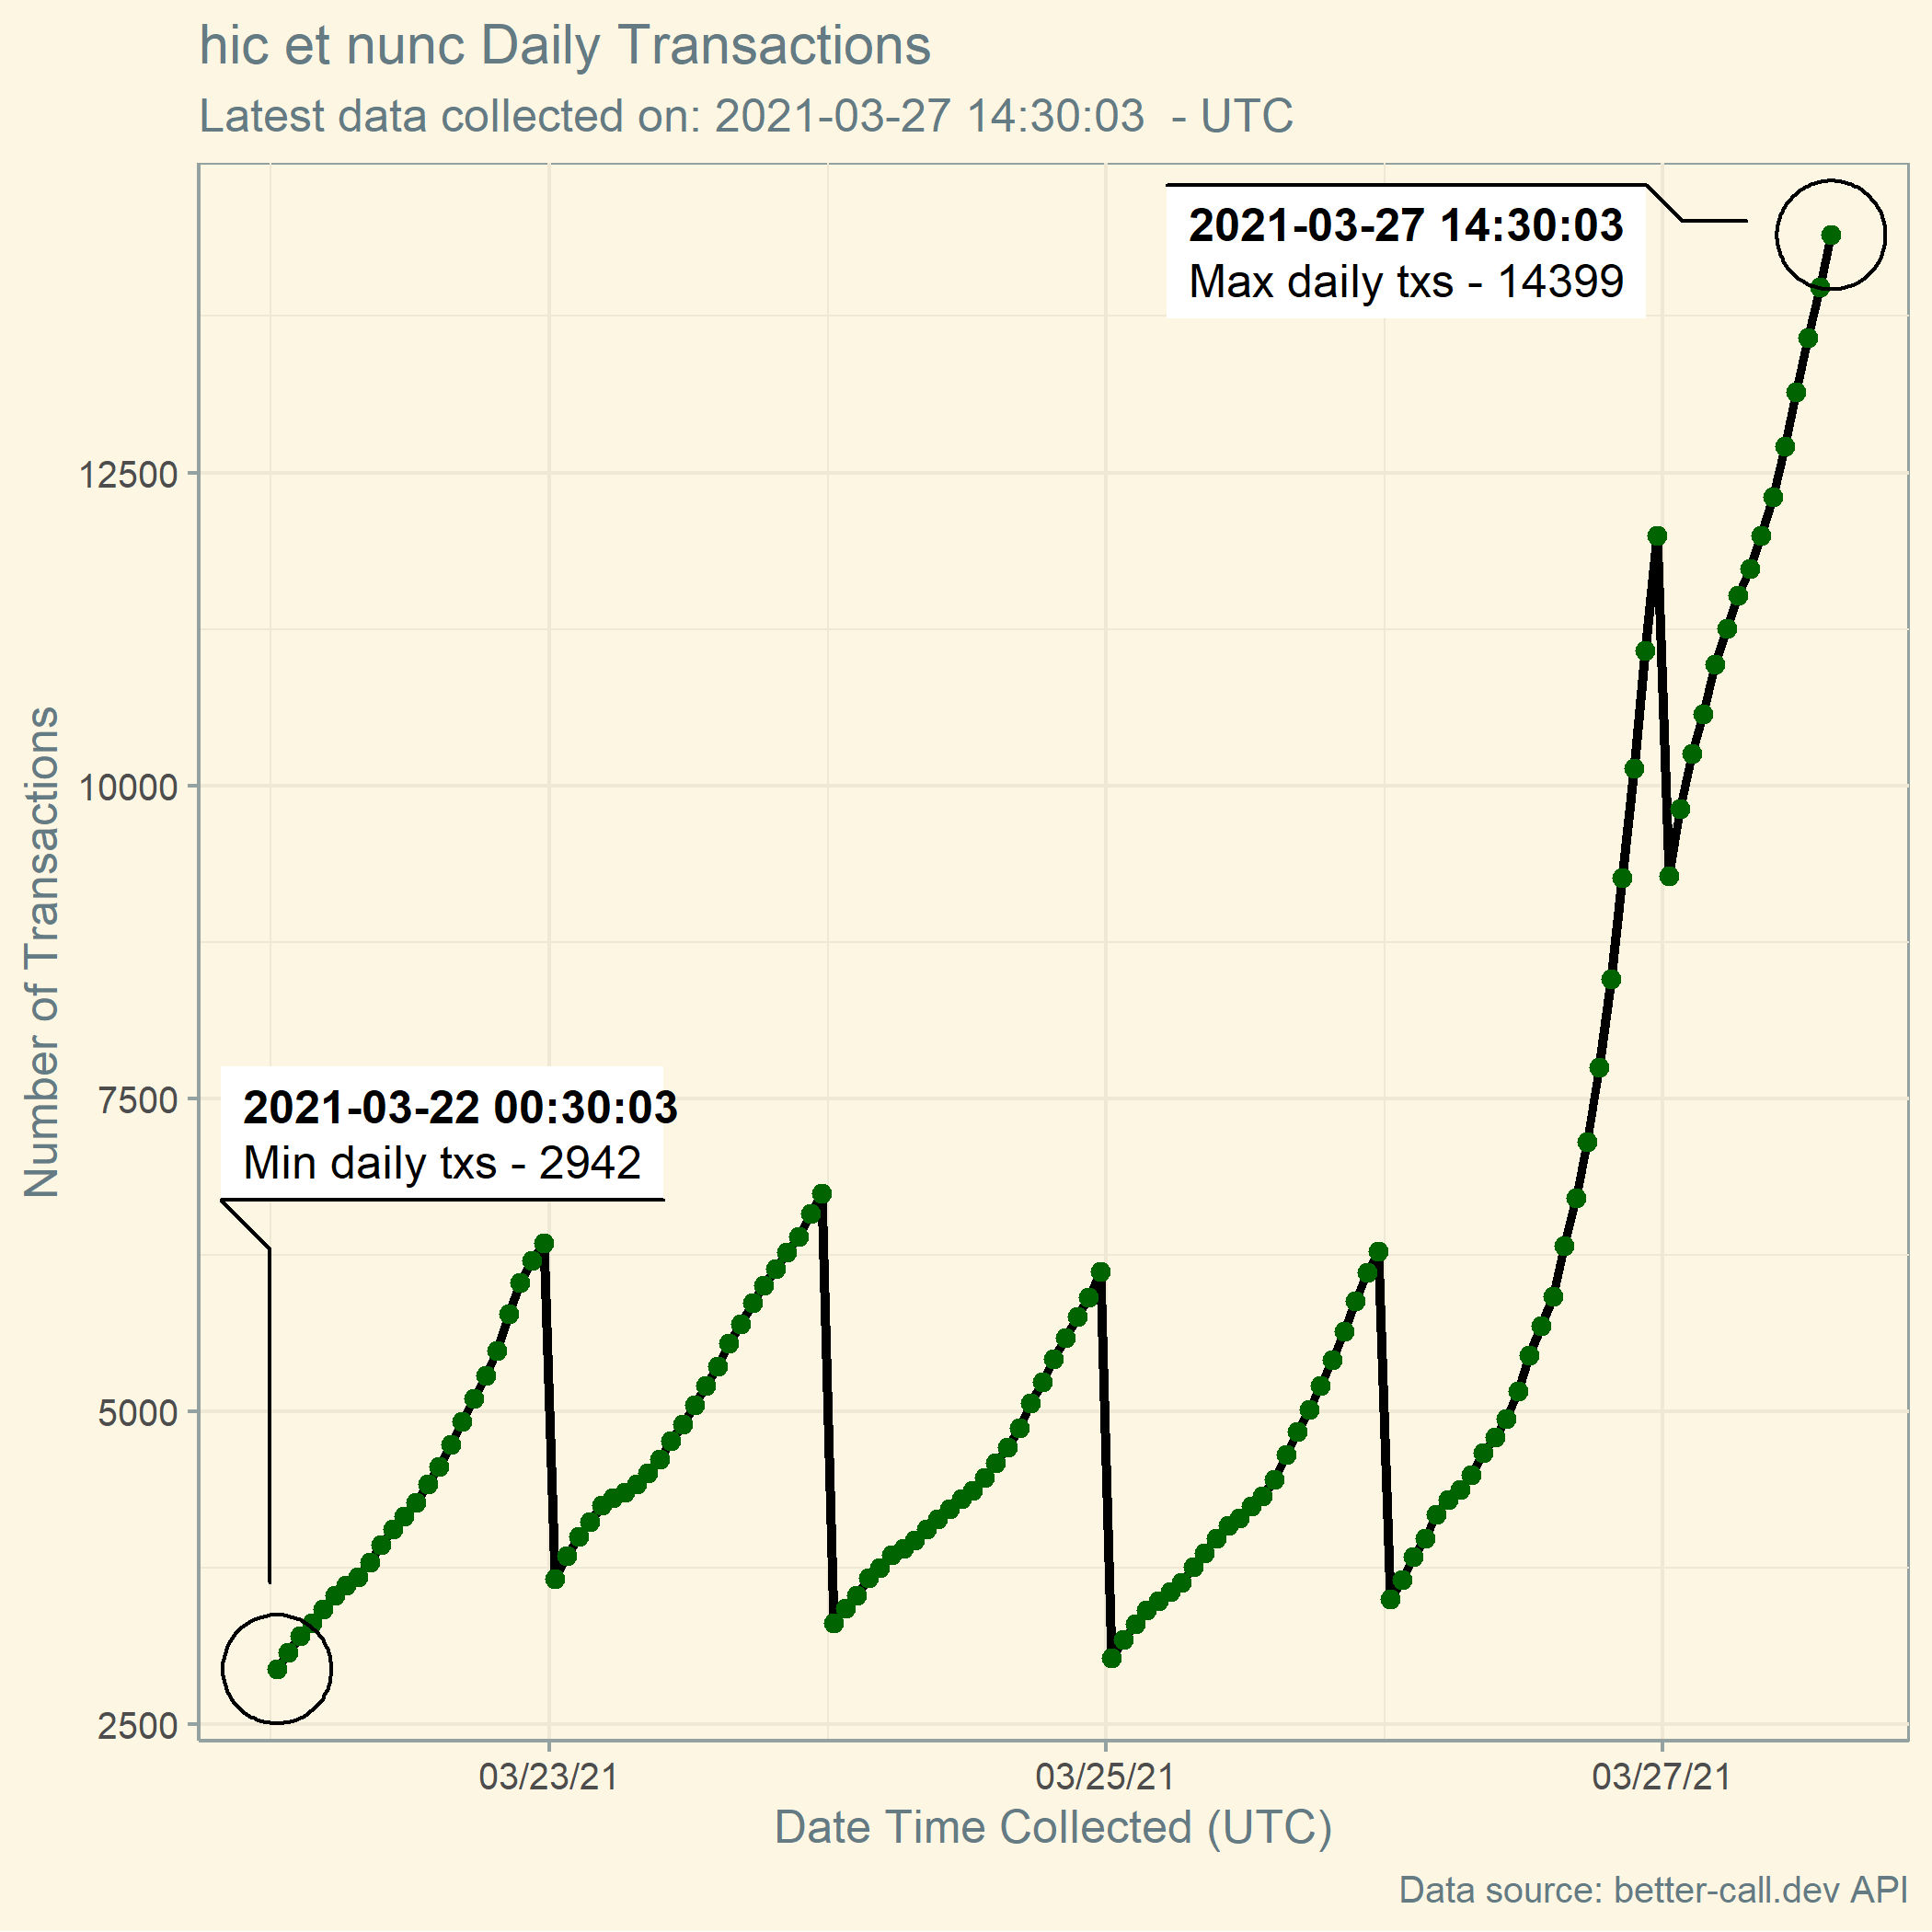 hic et nunc Daily Transactions
Latest data collected on: 2021-03-27 14:30:03  - UTC
2021-03-27 14:30:03
Max daily txs - 14399
2021-03-22 00:30:03
Min daily txs - 2942
Number of Transactions
12500
10000
7500
5000
2500
03/23/21
03/25/21
03/27/21
Date Time Collected (UTC)
Data source: better-call.dev API